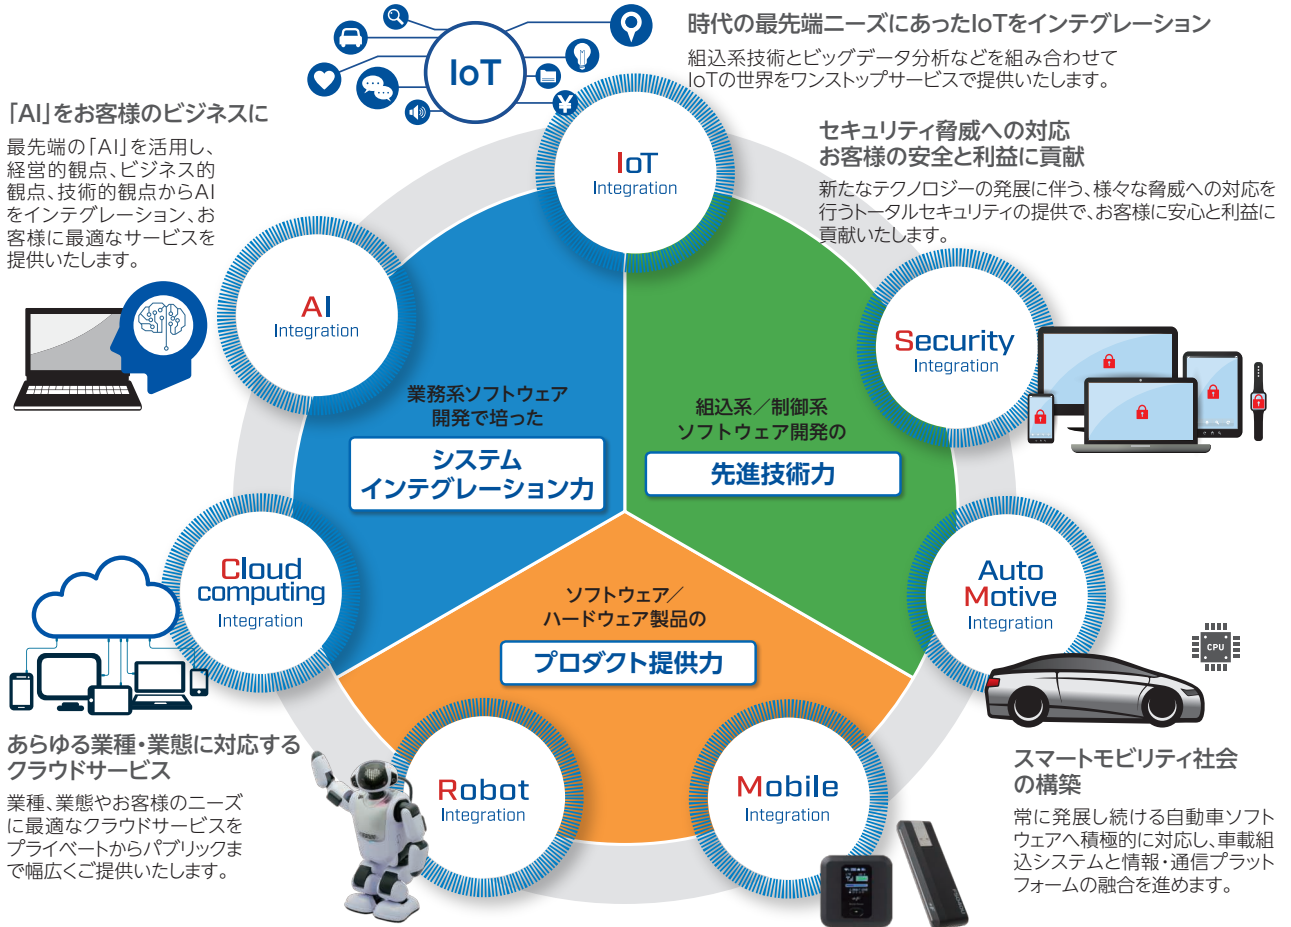 IoT
時代の最先端ニーズにあったIoTをインテグレーション
組込系技術とビッグデータ分析などを組み合わせて
IoTの世界をワンストップサービスで提供いたします。
「AI」をお客様のビジネスに
最先端の「AI」を活用し、
経営的観点、ビジネス的
観点、技術的観点からAI
をインテグレーション、お
客様に最適なサービスを
提供いたします。
セキュリティ脅威への対応
お客様の安全と利益に貢献
新たなテクノロジーの発展に伴う、様々な脅威への対応を
行うトータルセキュリティの提供で、お客様に安心と利益に
貢献いたします。
IoT
Integration
AI
Integration
Security
Integration
業務系ソフトウェア
開発で培った
システム
インテグレーション力
組込系／制御系
ソフトウェア開発の
先進技術力
Cloud
computing
Integration
Auto
Motive
Integration
ソフトウェア／
ハードウェア製品の
プロダクト提供力
CPU
Robot
Integration
Mobile
Integration
あらゆる業種・業態に対応する
クラウドサービス
業種、業態やお客様のニーズ
に最適なクラウドサービスを
プライベートからパブリックま
で幅広くご提供いたします。
スマートモビリティ社会
の構築
常に発展し続ける自動車ソフト
ウェアへ積極的に対応し、車載組
込システムと情報・通信プラット
フォームの融合を進めます。